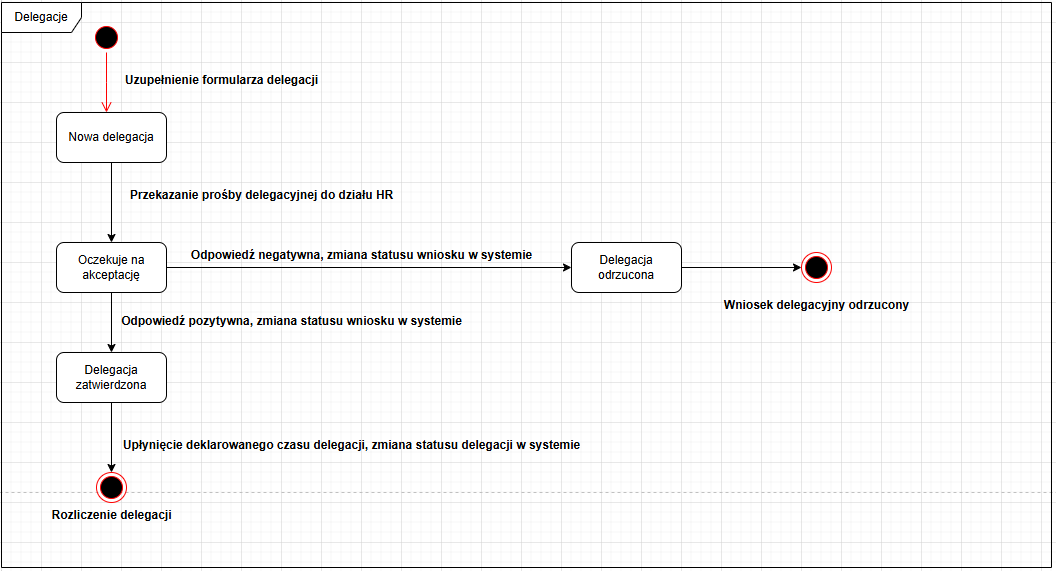 Delegacje
Uzupełnienie formularza delegacji
Nowa delegacja
Przekazanie prośby delegacyjnej do działu HR
Oczekuje na
akceptację
Odpowiedź negatywna, zmiana statusu wniosku w systemie
Delegacja
odrzucona
Wniosek delegacyjny odrzucony
Odpowiedź pozytywna, zmiana statusu wniosku w systemie
Delegacja
zatwierdzona
Upłynięcie deklarowanego czasu delegacji, zmiana statusu delegacji w systemie
Rozliczenie delegacji